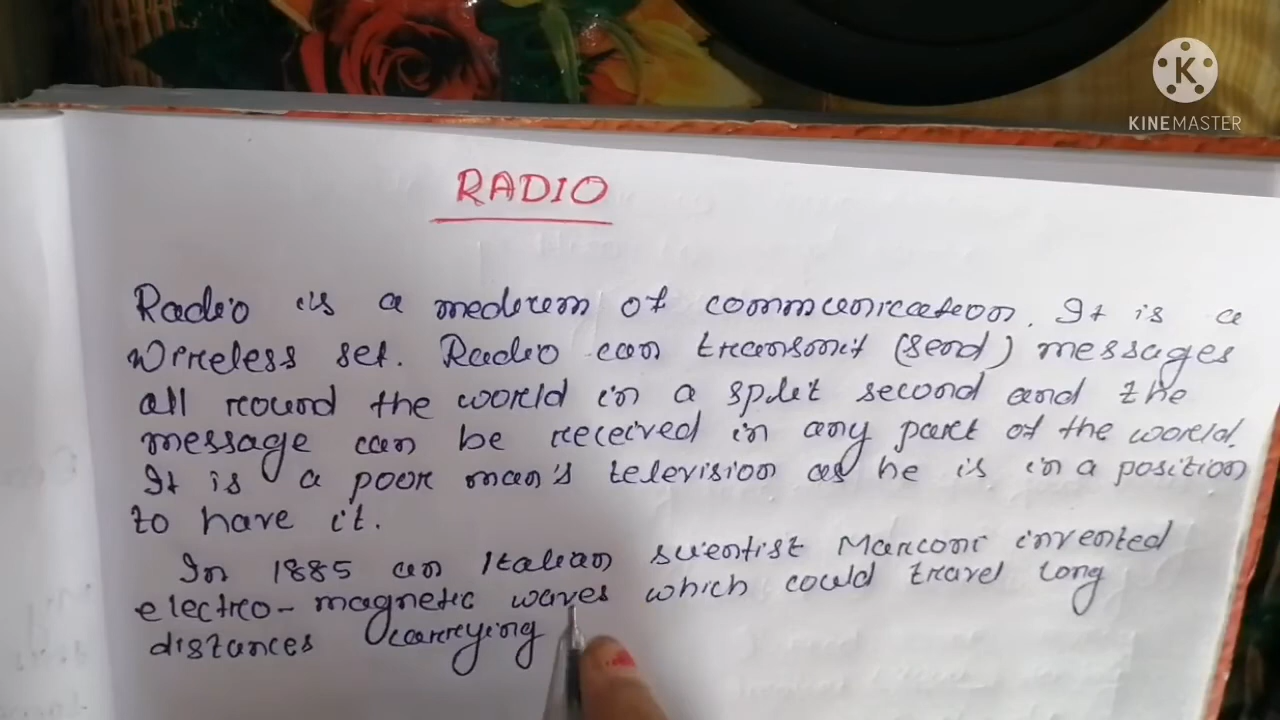 K
KINEMASTER
RADIO
Radio is a medium of communication. It is a
Wireless set. Radio can transmit (send) messages
all round the world in a split second and the
message can be received in any part of the world.
It is a poor man's television as he is in a position
to have it.
In 1885 an Italian scientist Marconi invented
electro-magnetic waves which could travel long
distances carrying